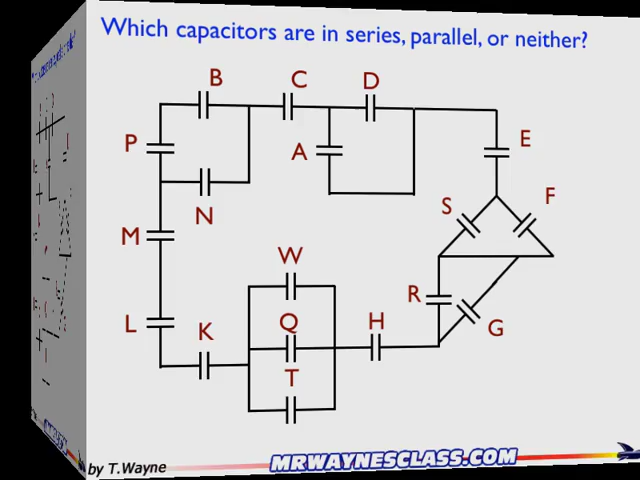 Which capacitors are in series, parallel, or neither?
B
C
D
P
A
E
N
S
F
M
W
R
G
L
K
Q
H
T
by T.Wayne
MRWAYNESCLASS.COM